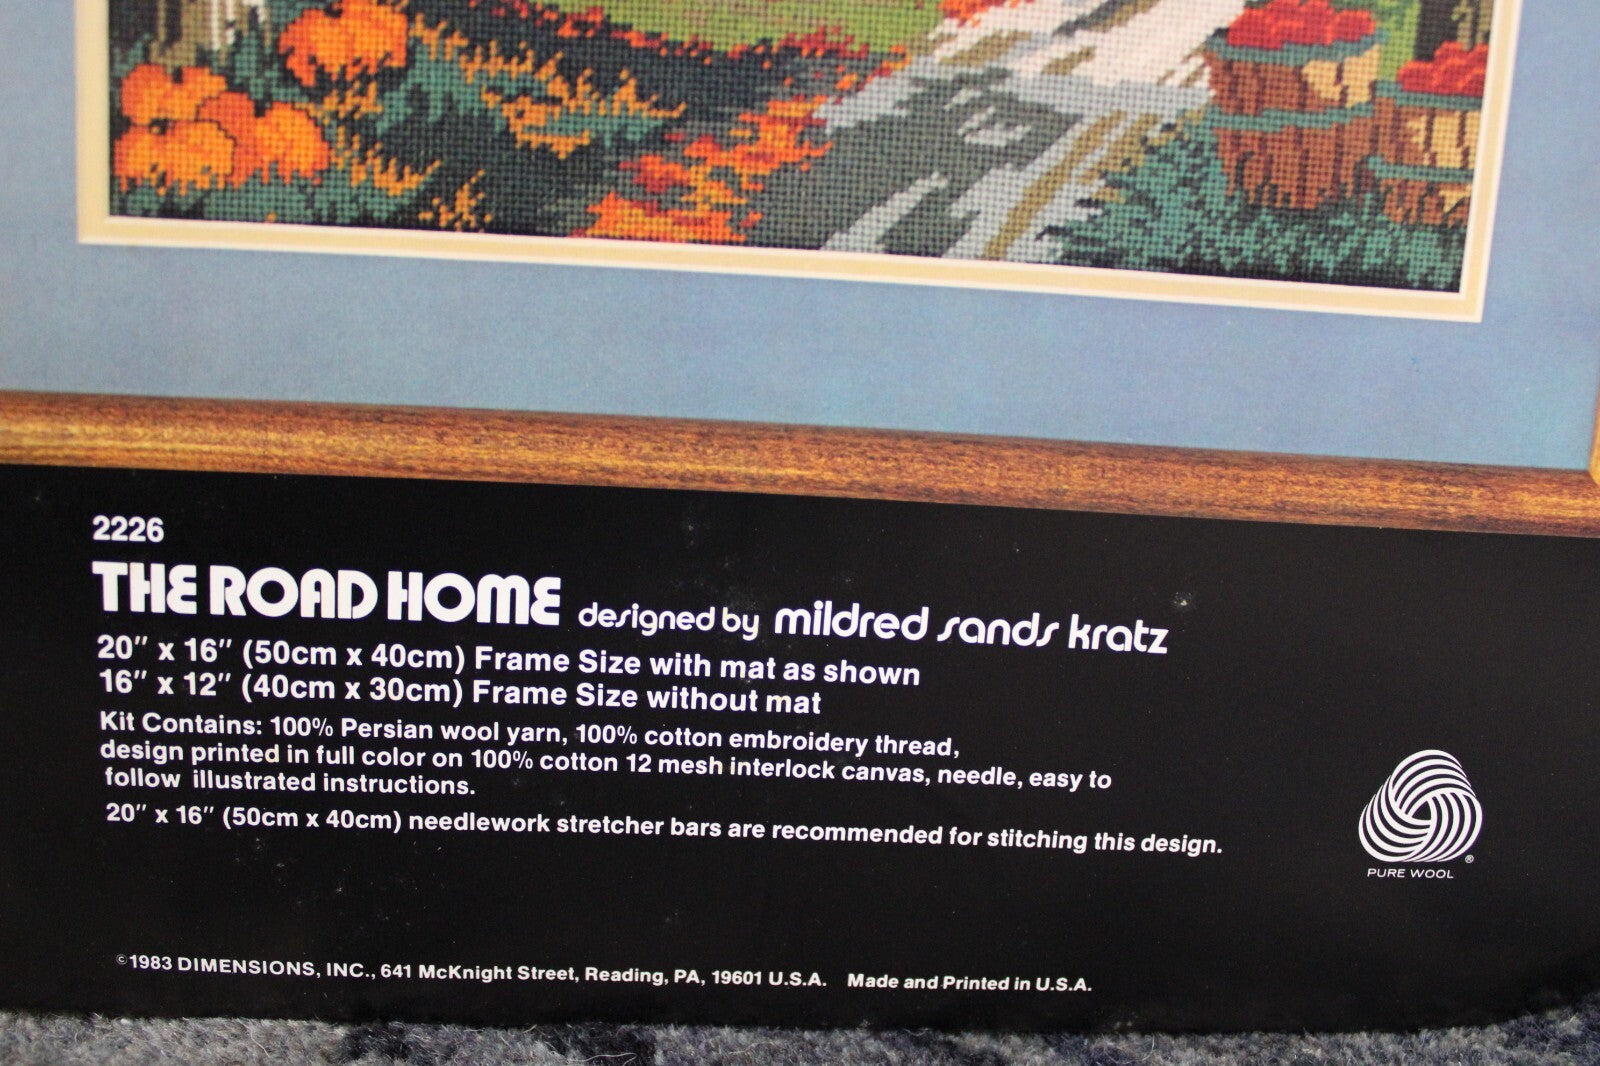 2226
THE ROAD HOME designed by mildred sands kratz
20" x 16" (50cm x 40cm) Frame Size with mat as shown
16" x 12" (40cm x 30cm) Frame Size without mat
Kit Contains: 100% Persian wool yarn, 100% cotton embroidery thread,
design printed in full color on 100% cotton 12 mesh interlock canvas, needle, easy to
follow illustrated instructions.
20" x 16" (50cm x 40cm) needlework stretcher bars are recommended for stitching this design.
®
PURE WOOL
©1983 DIMENSIONS, INC., 641 McKnight Street, Reading, PA, 19601 U.S.A. Made and Printed in U.S.A.